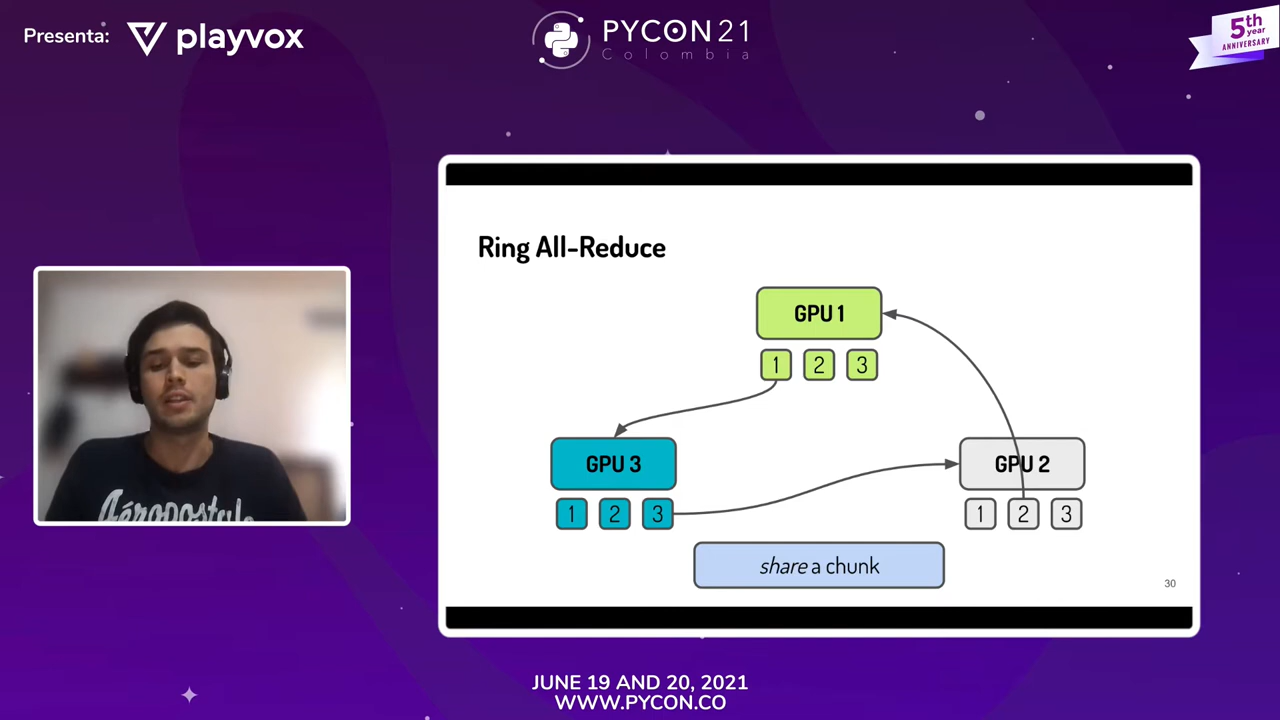 Presenta: playvox
PYCON 21
Colombia
5th
year
ANNIVERSARY
Ring All-Reduce
GPU 1
1 2 3
GPU 3
1 2 3
GPU 2
1 2 3
share a chunk
30
Aéropostale
JUNE 19 AND 20, 2021
WWW.PYCON.CO